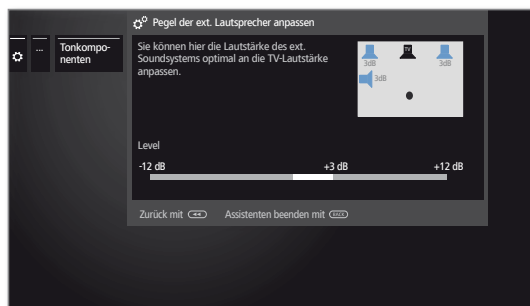 Pegel der ext. Lautsprecher anpassen
...
Tonkompo-
nenten
Sie können hier die Lautstärke des ext.
Soundsystems optimal an die TV-Lautstärke
anpassen.
TV
3dB
3dB
3dB
Level
-12 dB
+3 dB
+12 dB
Zurück mit
Assistenten beenden mit BACK